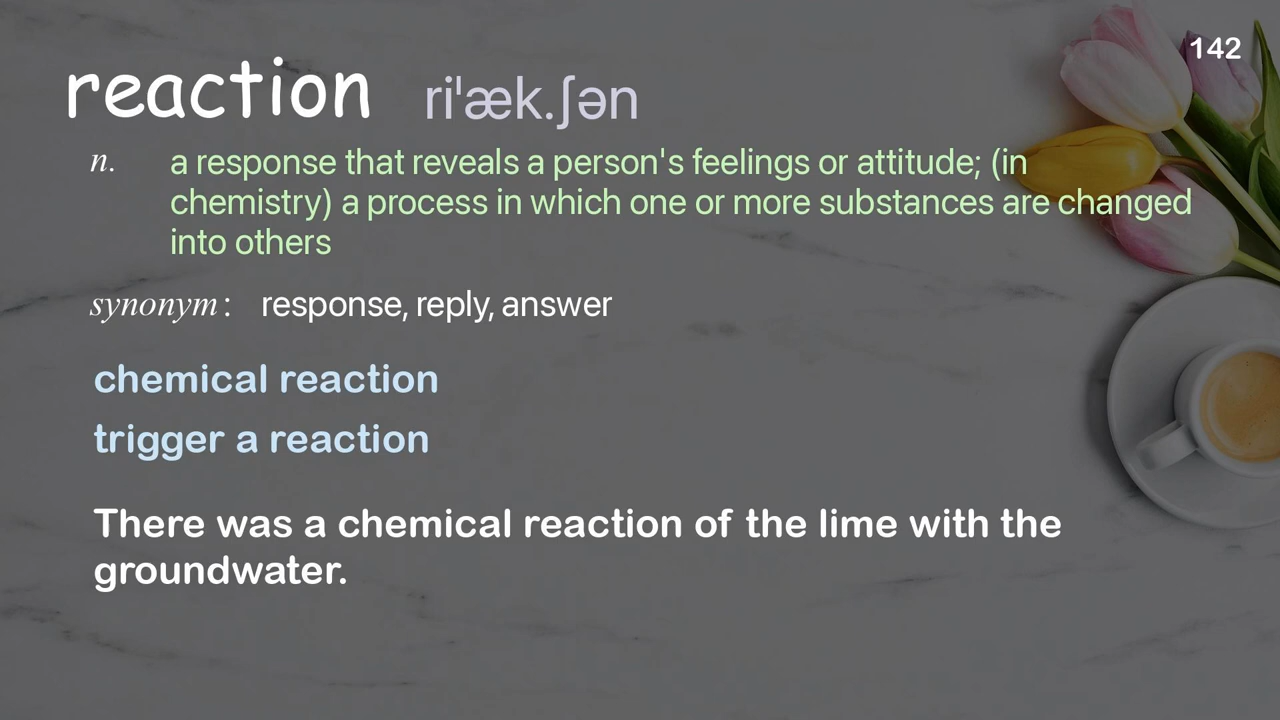 142
reaction riˈæk.ʃən
n. a response that reveals a person's feelings or attitude; (in
chemistry) a process in which one or more substances are changed
into others
synonym: response, reply, answer
chemical reaction
trigger a reaction
There was a chemical reaction of the lime with the
groundwater.